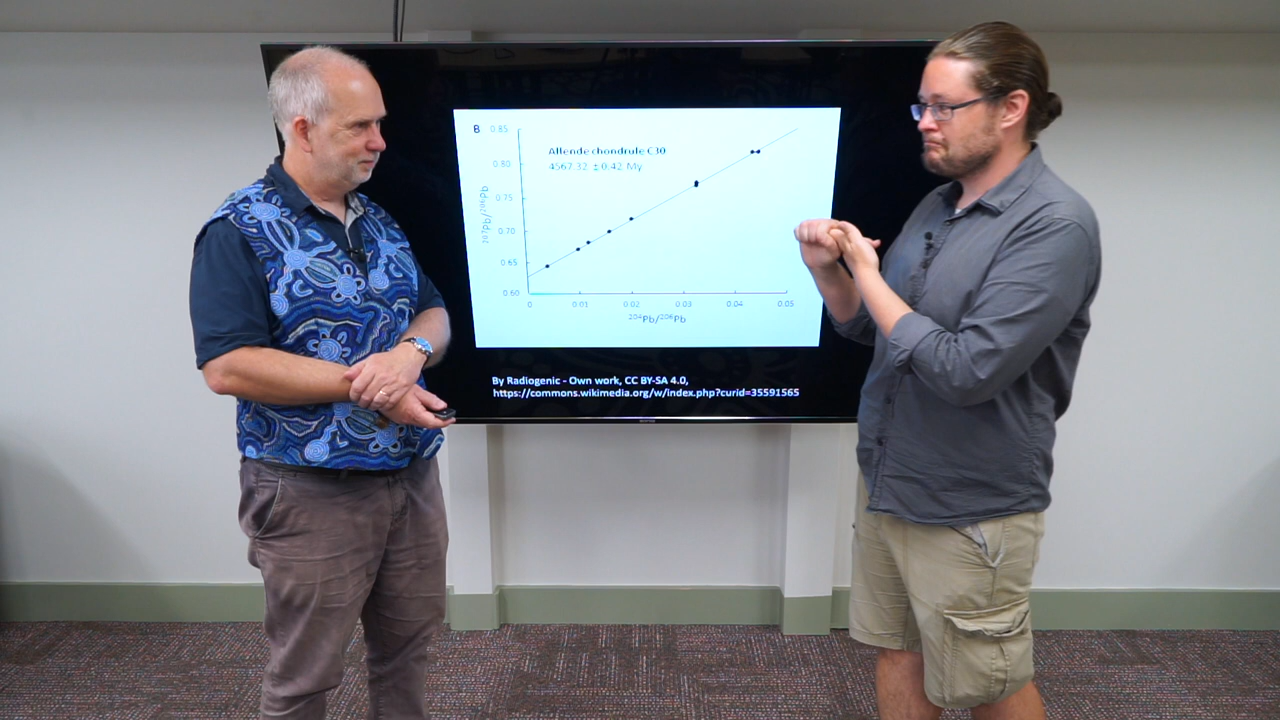 B
0.85
Allende chondrule C30
4567.32 ± 0.42 My
0.80
0.75
²⁰⁷Pb/²⁰⁶Pb
0.70
0.65
0.60
0 0.01 0.02 0.03 0.04 0.05
²⁰⁴Pb/²⁰⁶Pb
By Radiogenic - Own work, CC BY-SA 4.0,
https://commons.wikimedia.org/w/index.php?curid=35591565